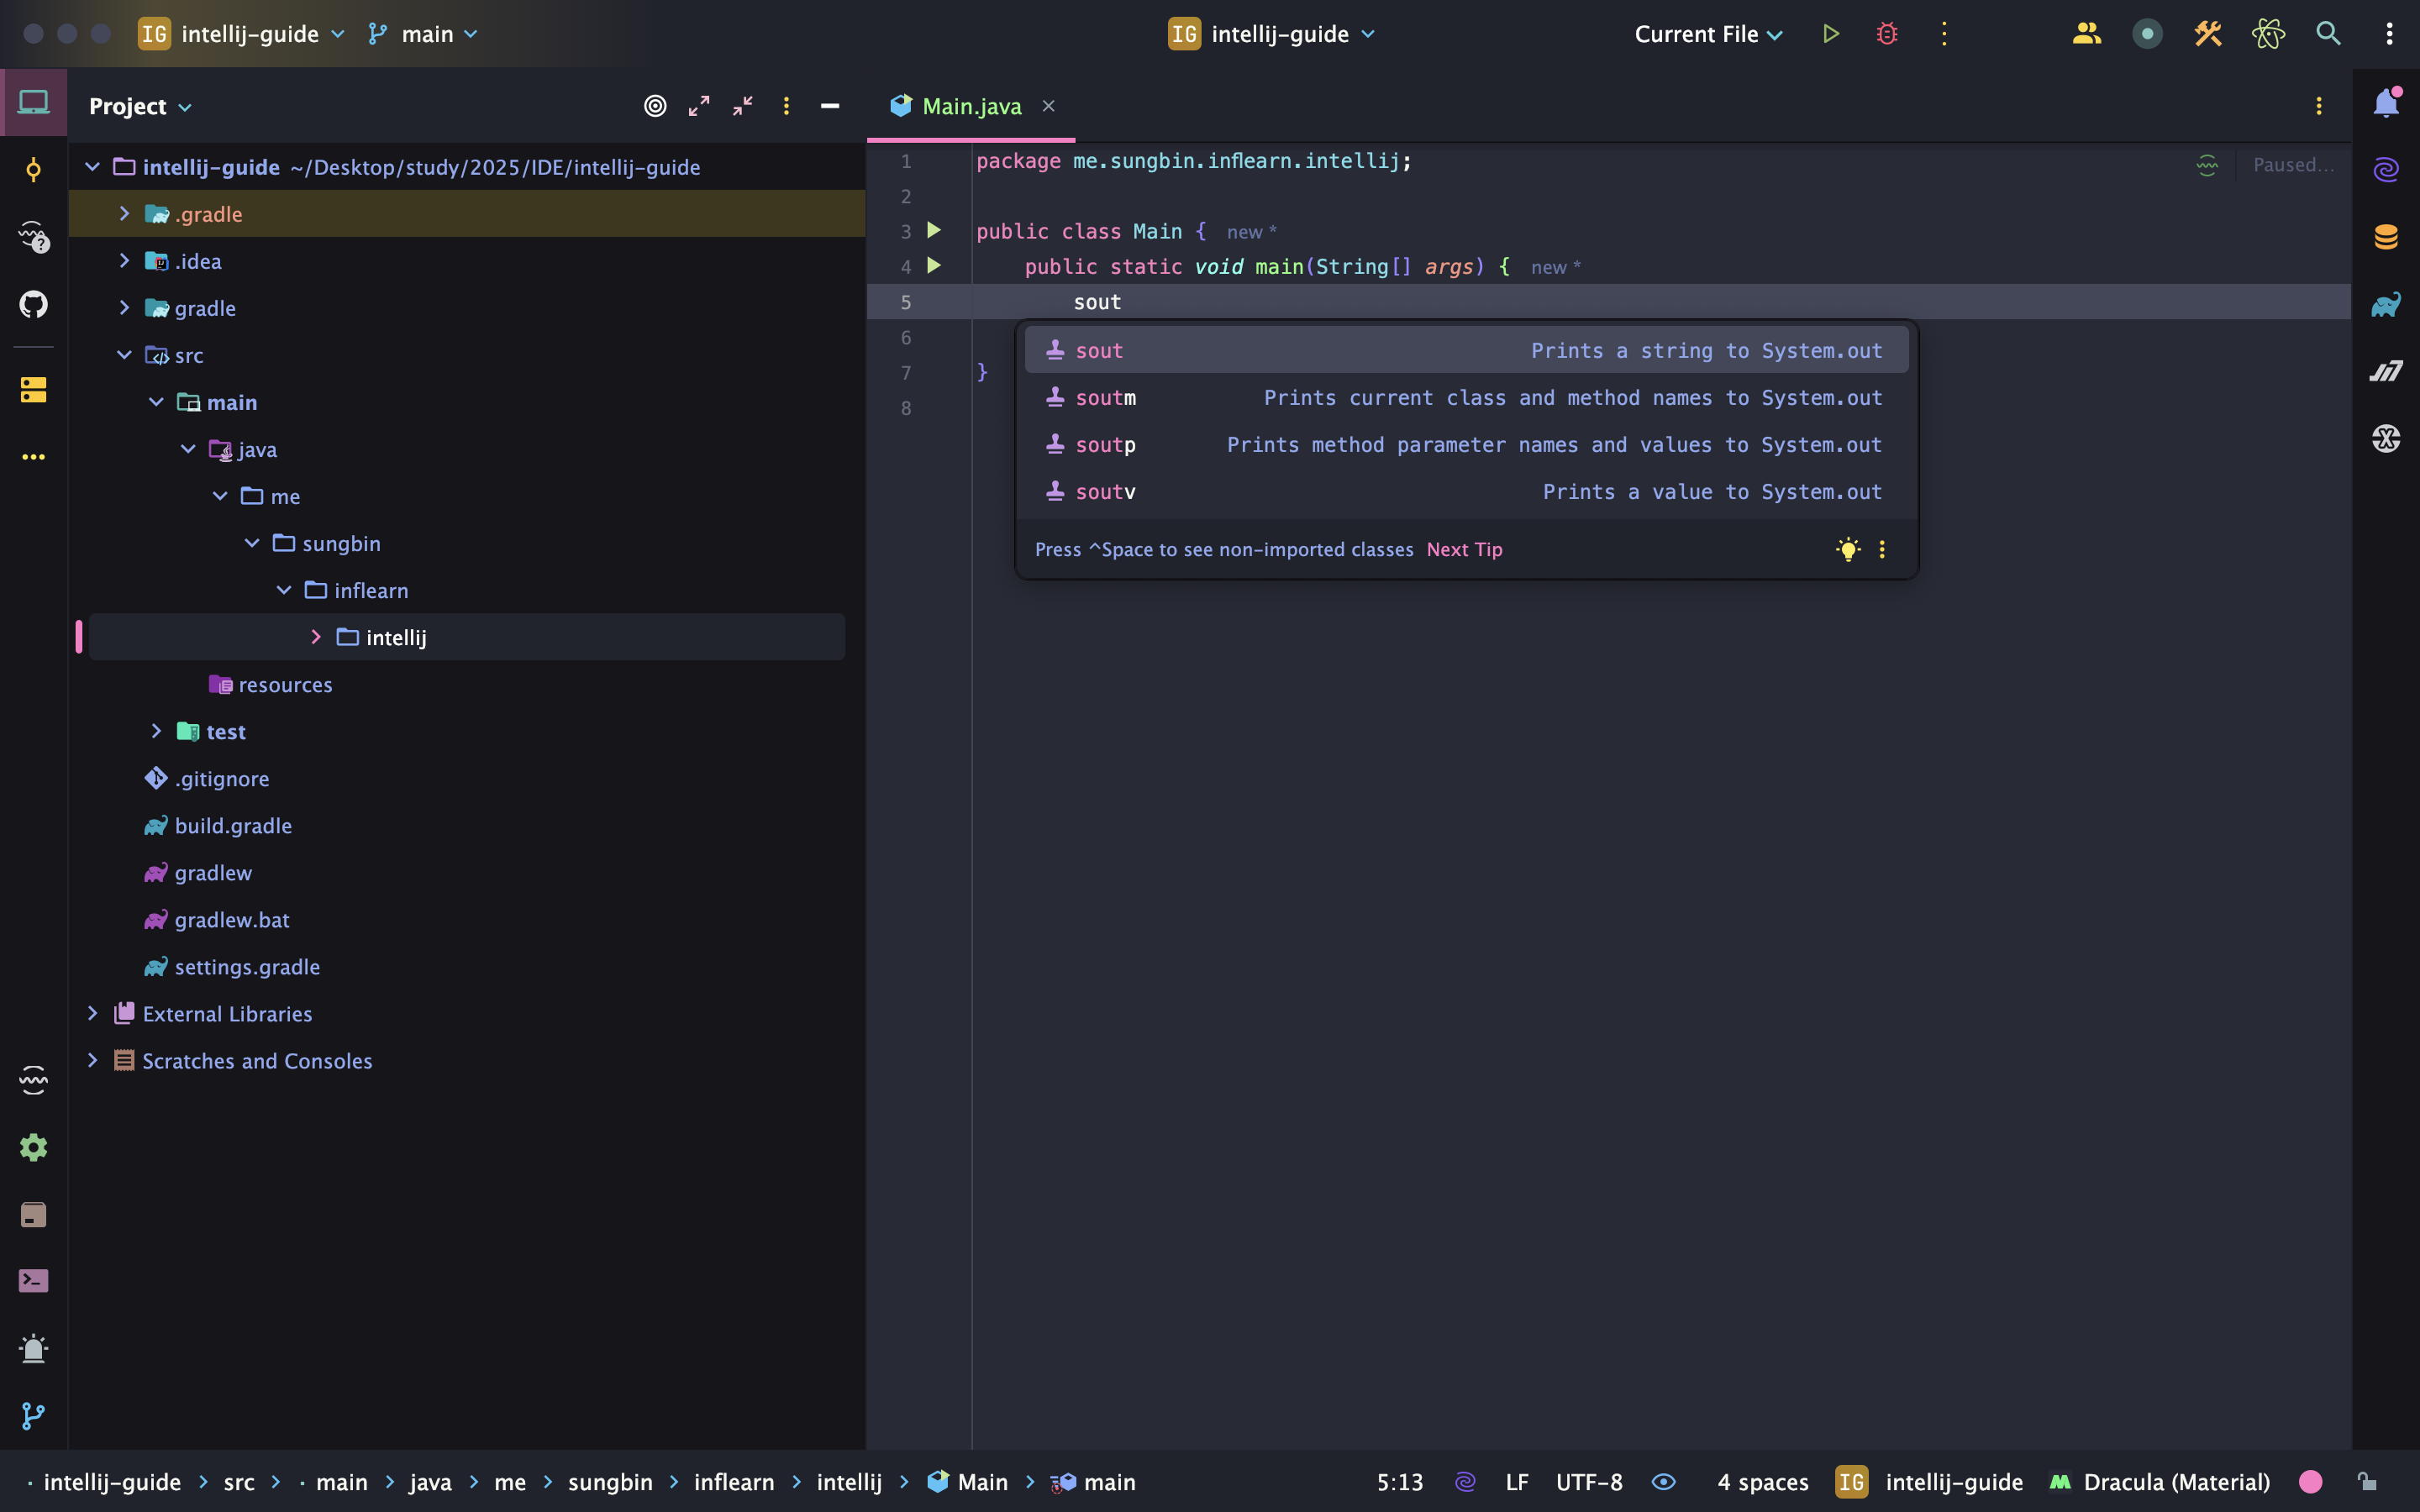 IG intellij-guide main
IG intellij-guide
Current File
Project
intellij-guide ~/Desktop/study/2025/IDE/intellij-guide
.gradle
.idea
gradle
src
main
java
me
sungbin
inflearn
intellij
resources
test
.gitignore
build.gradle
gradlew
gradlew.bat
settings.gradle
External Libraries
Scratches and Consoles
Main.java
1 package me.sungbin.inflearn.intellij;
Paused...
2
3 public class Main { new *
4 public static void main(String[] args) { new *
5 sout
6
7 }
8
sout Prints a string to System.out
soutm Prints current class and method names to System.out
soutp Prints method parameter names and values to System.out
soutv Prints a value to System.out
Press ^Space to see non-imported classes Next Tip
intellij-guide > src > main > java > me > sungbin > inflearn > intellij > Main > main
5:13 LF UTF-8 4 spaces IG intellij-guide Dracula (Material)